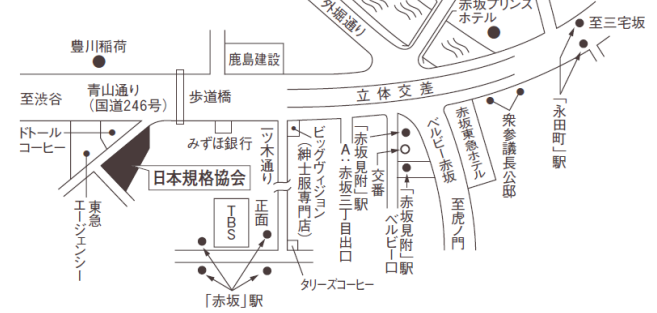 外堀通り
赤坂プリンス
ホテル
至三宅坂
豊川稲荷
鹿島建設
青山通り
(国道246号)
至渋谷
歩道橋
立体交差
「永田町」駅
衆参議長公邸
赤坂東急ホテル
ベルビー赤坂
至虎ノ門
ドトール
コーヒー
みずほ銀行
一ツ木通り
ビッグヴィジョン
(紳士服専門店)
「赤坂見附」駅
A:赤坂三丁目出口
交番
「赤坂見附」駅
ベルビー口
日本規格協会
東急
エージェンシー
TBS
正面
タリーズコーヒー
「赤坂」駅